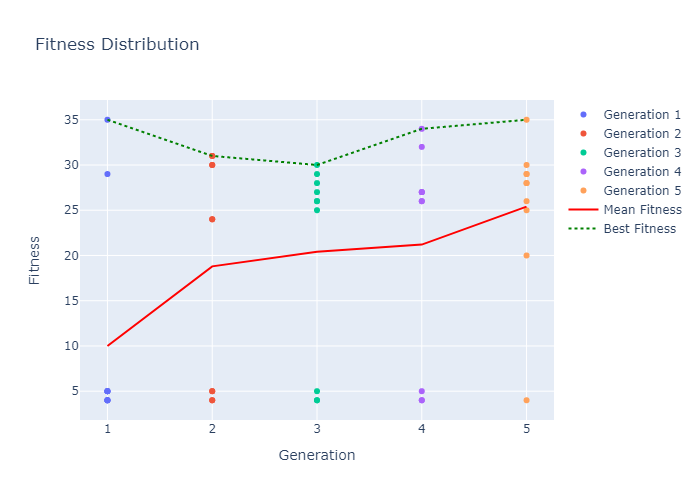 Fitness Distribution
Fitness
35
30
25
20
15
10
5
1 2 3 4 5
Generation
Generation 1
Generation 2
Generation 3
Generation 4
Generation 5
Mean Fitness
Best Fitness